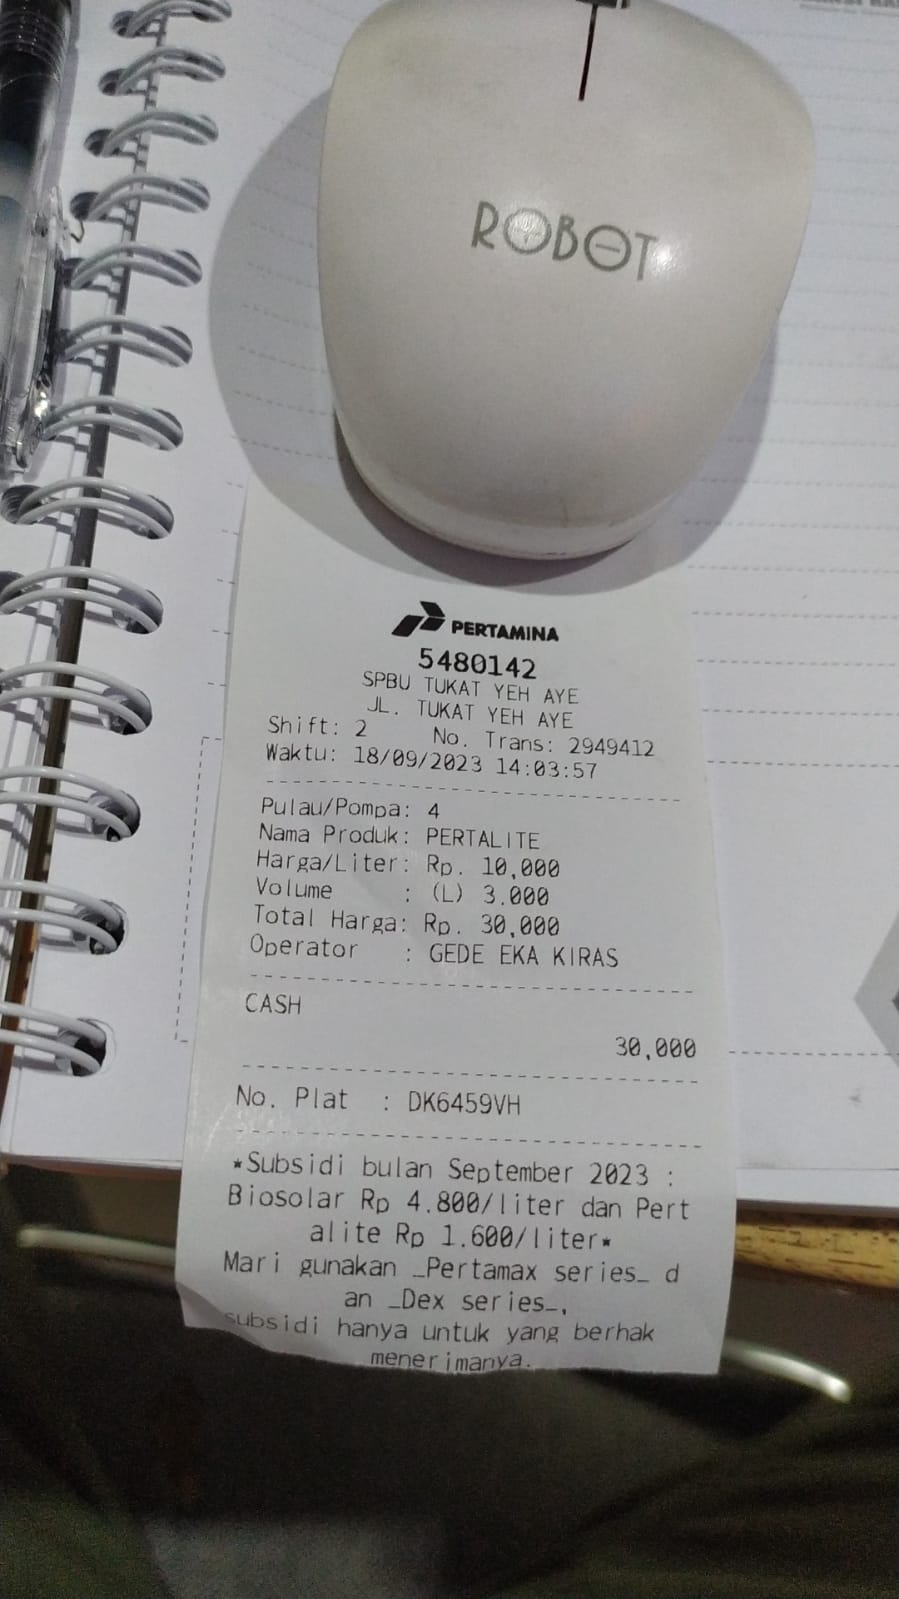 ROBOT
PERTAMINA
5480142
SPBU TUKAT YEH AYE
JL. TUKAT YEH AYE
Shift: 2 No. Trans: 2949412
Waktu: 18/09/2023 14:03:57
Pulau/Pompa: 4
Nama Produk: PERTALITE
Harga/Liter: Rp. 10,000
Volume : (L) 3.000
Total Harga: Rp. 30,000
Operator : GEDE EKA KIRAS
CASH
30,000
No. Plat : DK6459VH
*Subsidi bulan September 2023 :
Biosolar Rp 4.800/liter dan Pert
alite Rp 1.600/liter*
Mari gunakan _Pertamax series_ d
an _Dex series_,
subsidi hanya untuk yang berhak
menerimanya.